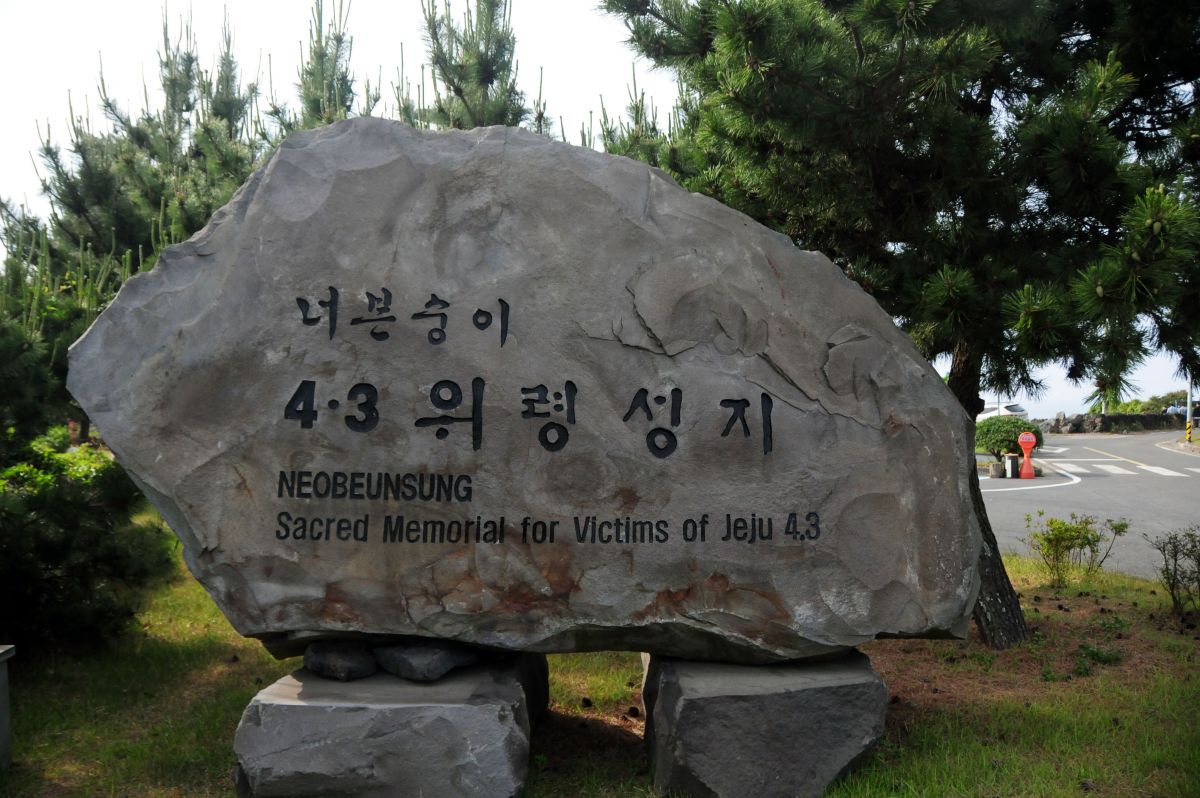 너븐숭이
4·3 위령성지
NEOBEUNSUNG
Sacred Memorial for Victims of Jeju 4.3